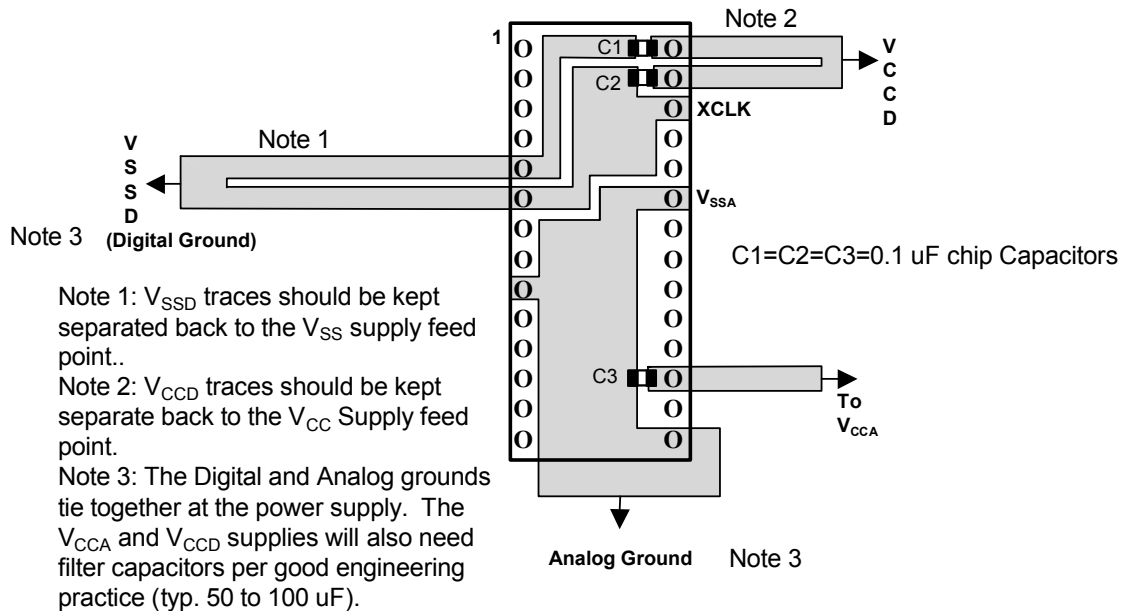 Note 2
1
C1
C2
V
C
C
D
XCLK
Note 1
V
S
S
D
(Digital Ground)
Note 3
VSSA
C1=C2=C3=0.1 uF chip Capacitors
Note 1: VSSD traces should be kept
separated back to the VSS supply feed
point..
Note 2: VCCD traces should be kept
separate back to the VCC Supply feed
point.
Note 3: The Digital and Analog grounds
tie together at the power supply. The
VCCA and VCCD supplies will also need
filter capacitors per good engineering
practice (typ. 50 to 100 uF).
C3
To
VCCA
Analog Ground
Note 3